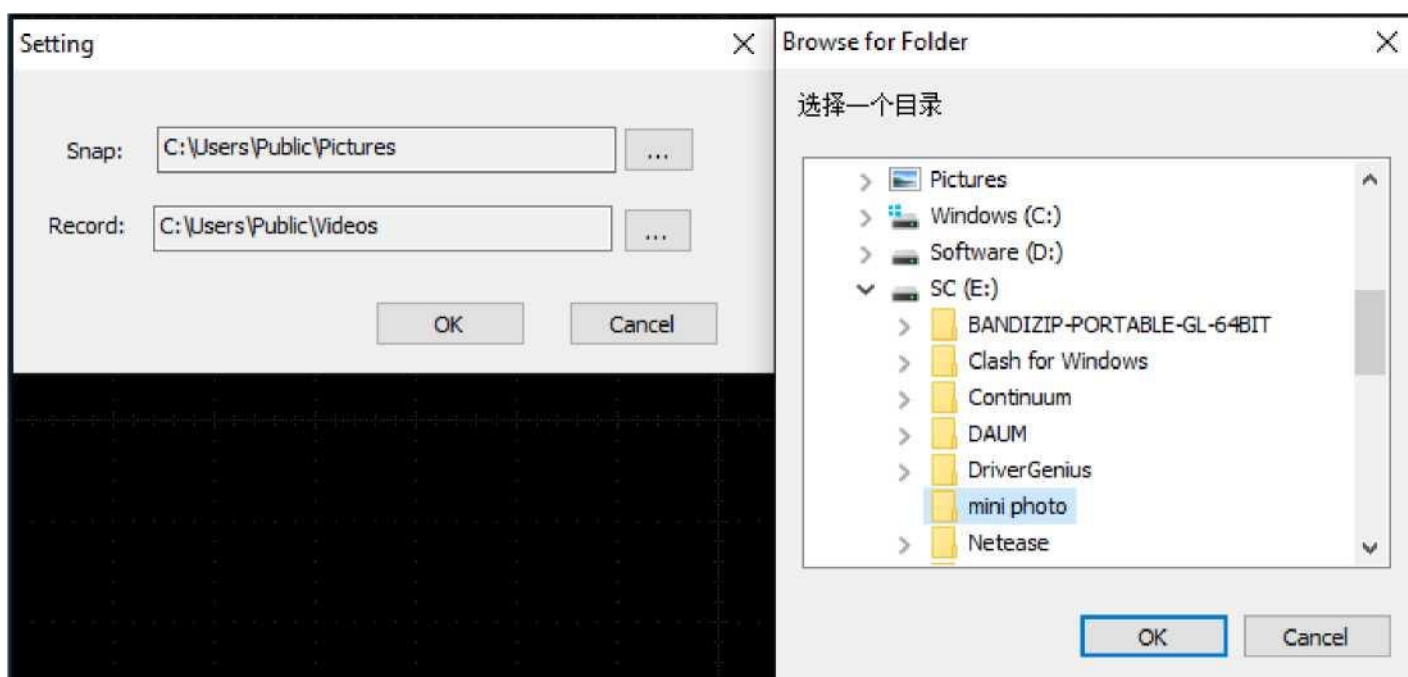 Setting
Snap:
C:\Users\Public\Pictures
...
Record:
C:\Users\Public\Videos
...
OK
Cancel
Browse for Folder
选择一个目录
Pictures
Windows (C:)
Software (D:)
SC (E:)
BANDIZIP-PORTABLE-GL-64BIT
Clash for Windows
Continuum
DAUM
DriverGenius
mini photo
Netease
OK
Cancel